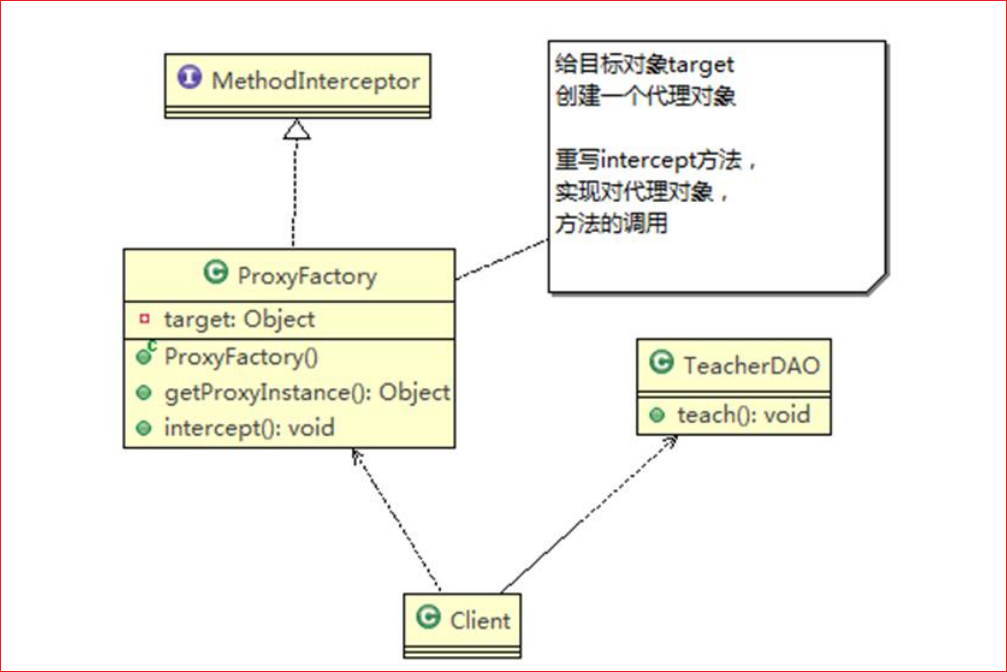 MethodInterceptor
给目标对象target
创建一个代理对象
重写intercept方法，
实现对代理对象，
方法的调用
ProxyFactory
target: Object
ProxyFactory()
getProxyInstance(): Object
intercept(): void
TeacherDAO
teach(): void
Client